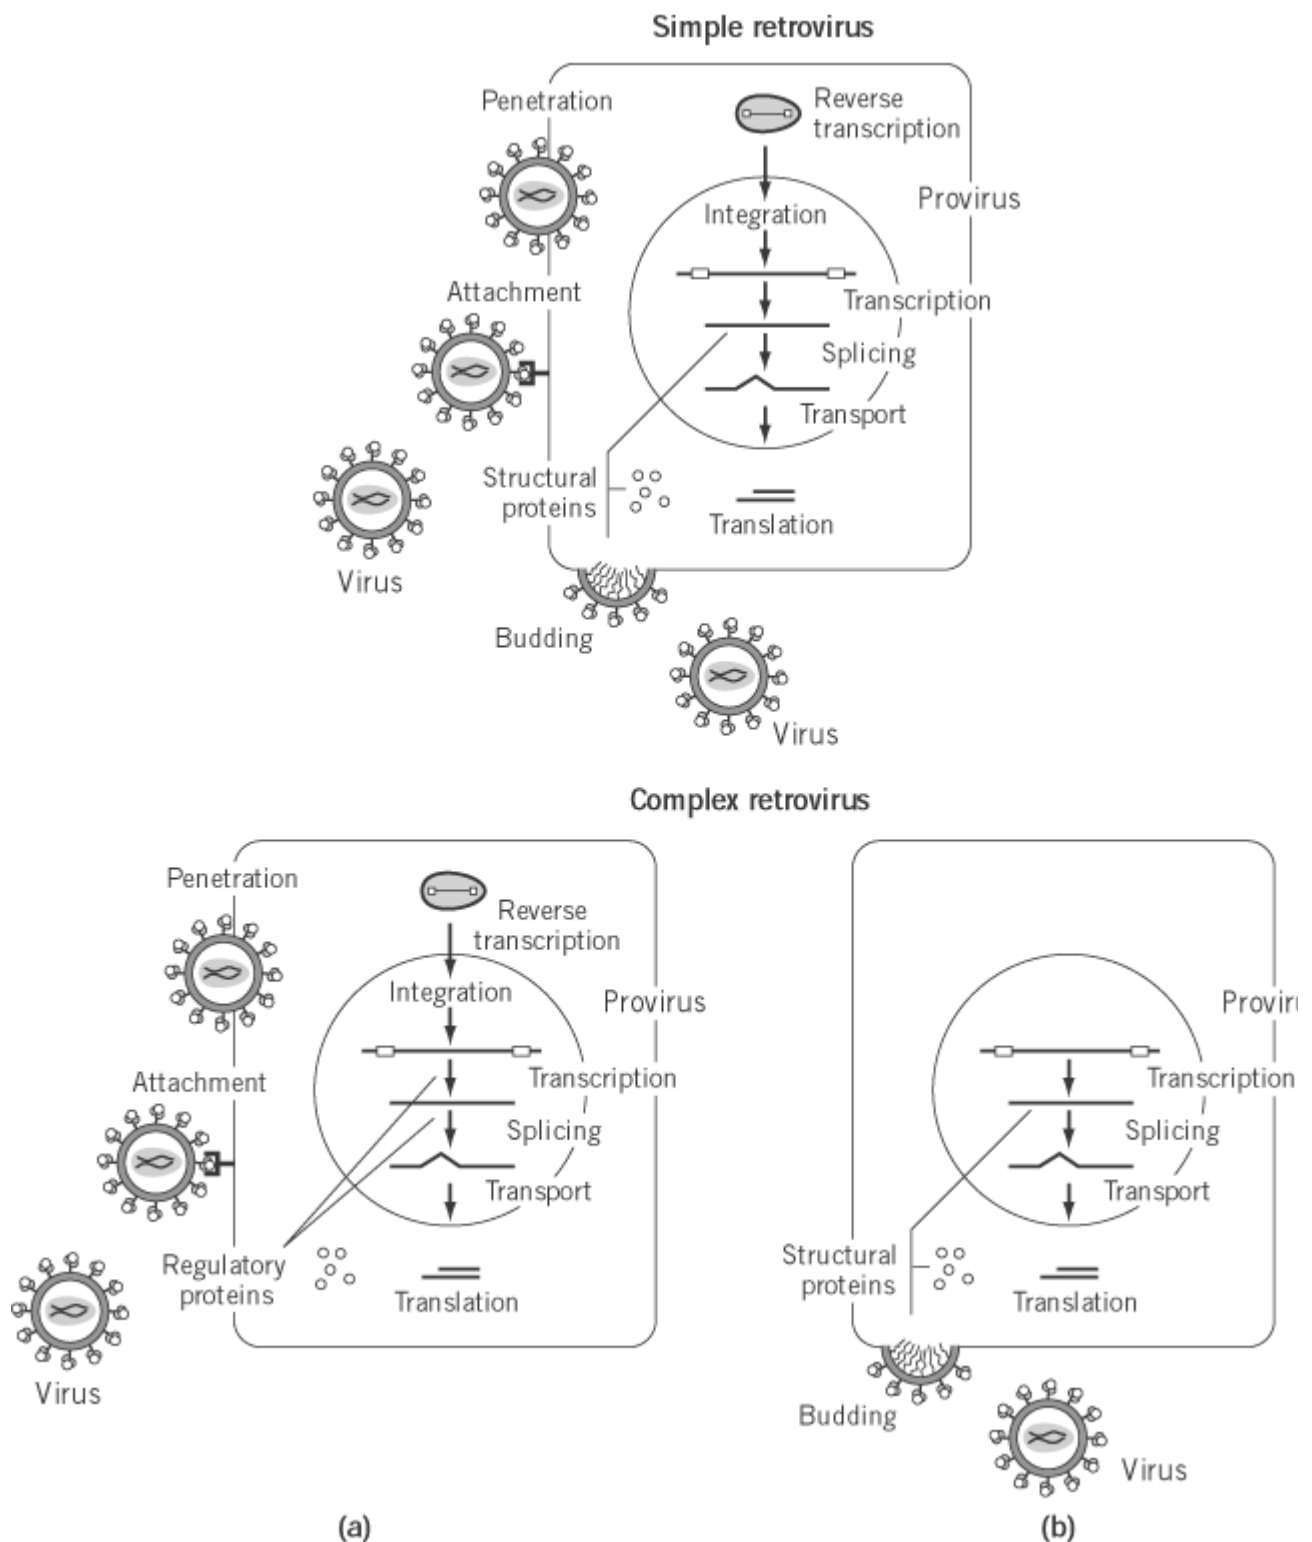 Simple retrovirus
Penetration
Reverse
transcription
Integration
Provirus
Attachment
Transcription
Splicing
Transport
Structural
proteins
Translation
Virus
Budding
Virus
Complex retrovirus
Penetration
Reverse
transcription
Integration
Provirus
Attachment
Transcription
Splicing
Transport
Regulatory
proteins
Translation
Virus
(a)
Proviru
Transcription
Splicing
Transport
Structural
proteins
Translation
Budding
Virus
(b)